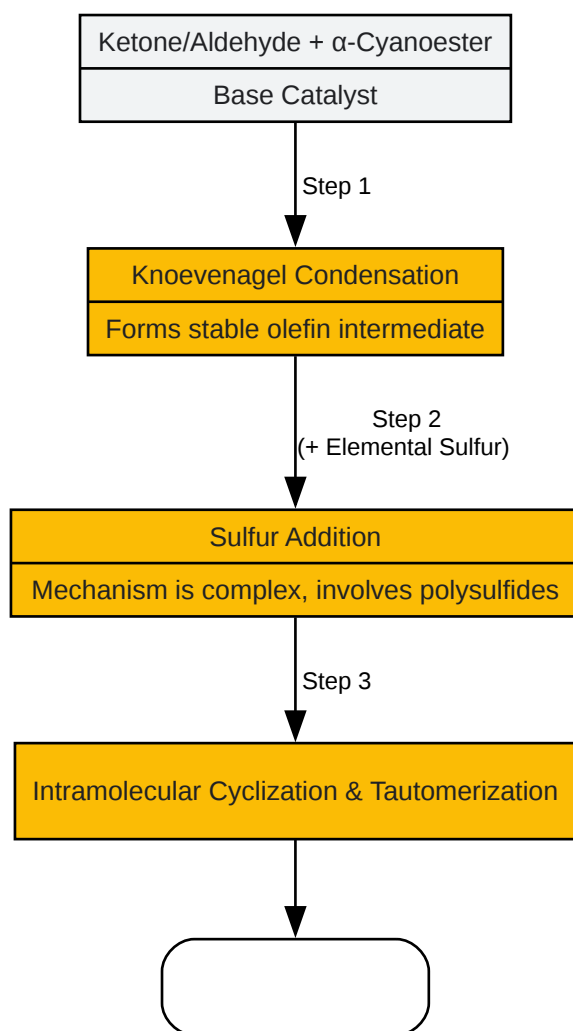 Ketone/Aldehyde + α-Cyanoester
Base Catalyst
Step 1
Knoevenagel Condensation
Forms stable olefin intermediate
Step 2
(+ Elemental Sulfur)
Sulfur Addition
Mechanism is complex, involves polysulfides
Step 3
Intramolecular Cyclization & Tautomerization